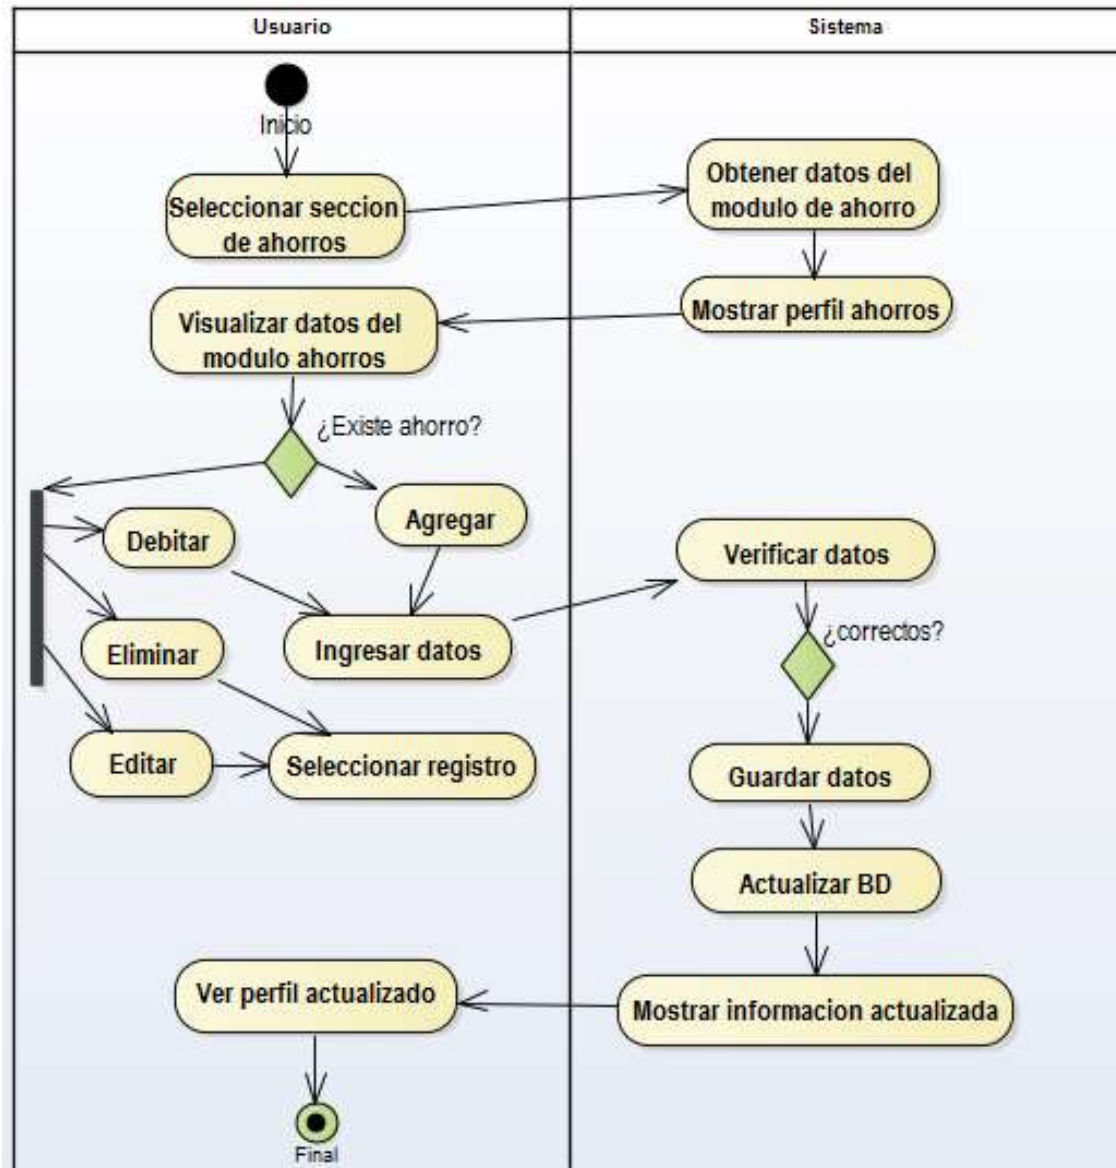 Usuario
Sistema
Inicio
Seleccionar seccion
de ahorros
Obtener datos del
modulo de ahorro
Mostrar perfil ahorros
Visualizar datos del
modulo ahorros
¿Existe ahorro?
Agregar
Debitar
Verificar datos
¿correctos?
Eliminar
Ingresar datos
Editar
Seleccionar registro
Guardar datos
Actualizar BD
Ver perfil actualizado
Mostrar informacion actualizada
Final